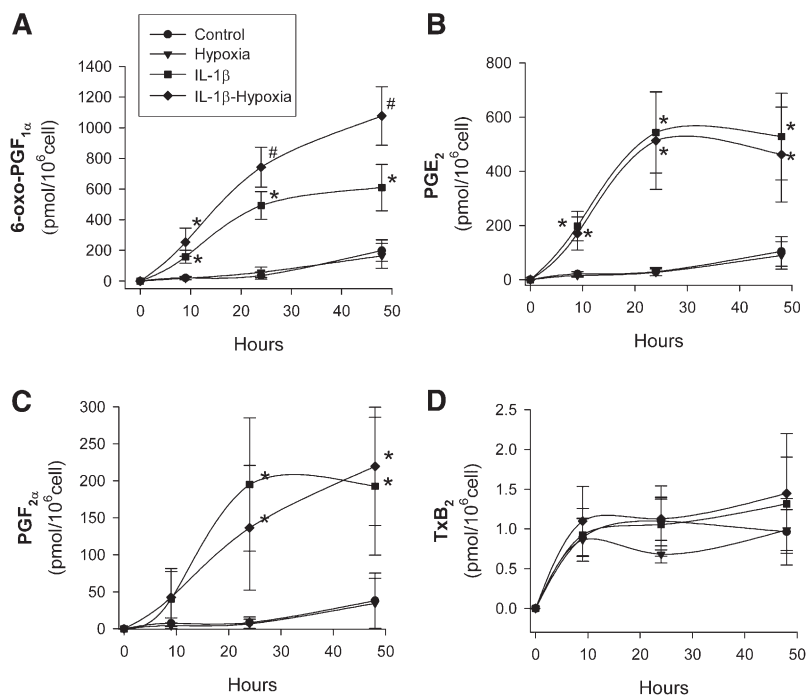 A
Control
Hypoxia
IL-1β
IL-1β-Hypoxia
6-oxo-PGF1α
(pmol/10⁶cell)
1400
1200
1000
800
600
400
200
0
#
#
*
*
*
*
0 10 20 30 40 50
Hours
B
PGE2
(pmol/10⁶cell)
800
600
400
200
0
*
*
*
*
*
*
0 10 20 30 40 50
Hours
C
PGF2α
(pmol/10⁶cell)
300
250
200
150
100
50
0
*
*
*
*
0 10 20 30 40 50
Hours
D
TxB2
(pmol/10⁶cell)
2.5
2.0
1.5
1.0
0.5
0.0
0 10 20 30 40 50
Hours